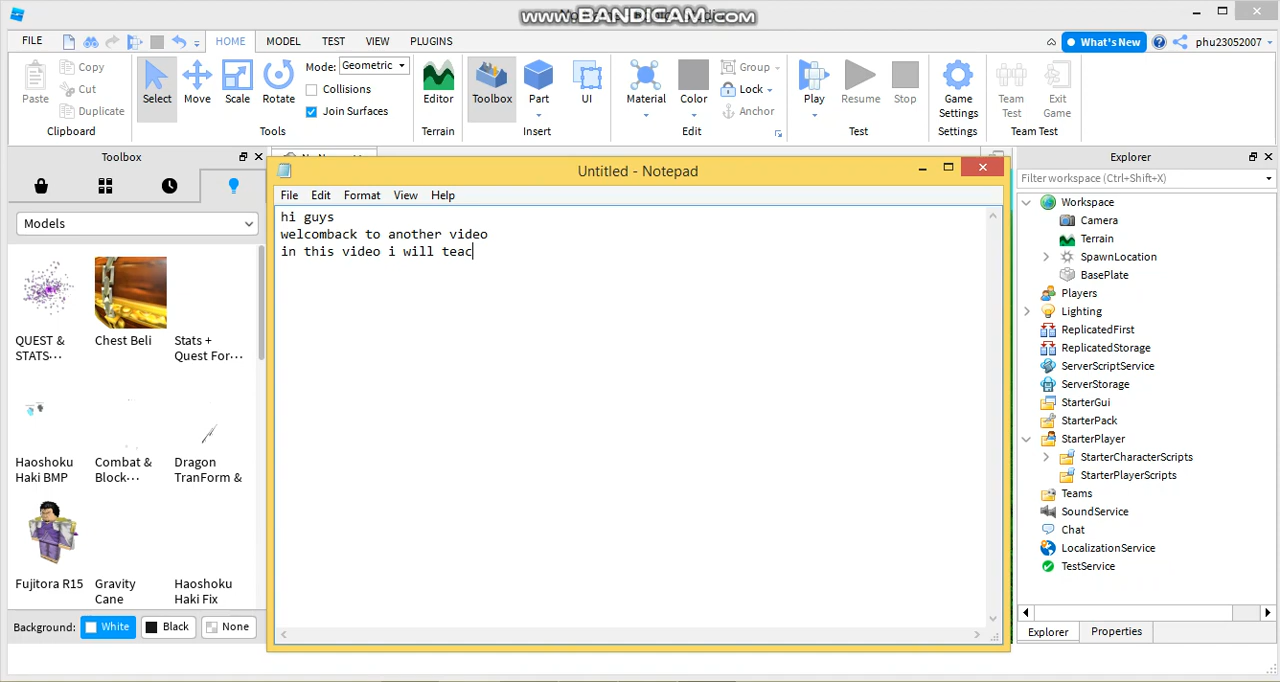 www.BANDICAM.com
FILE HOME MODEL TEST VIEW PLUGINS What's New phu23052007
Paste Copy Cut Duplicate Clipboard
Select Move Scale Rotate Mode: Geometric Collisions Join Surfaces Tools
Editor Terrain
Toolbox Part UI Insert
Material Color Group Lock Anchor Edit
Play Resume Stop Test
Game Settings Settings
Team Test Exit Game Team Test
Toolbox
Models
QUEST & STATS...
Chest Beli
Stats + Quest For...
Haoshoku Haki BMP
Combat & Block...
Dragon TranForm &
Fujitora R15
Gravity Cane
Haoshoku Haki Fix
Background: White Black None
Untitled - Notepad
File Edit Format View Help
hi guys
welcomback to another video
in this video i will teac
Explorer
Filter workspace (Ctrl+Shift+X)
Workspace
Camera
Terrain
SpawnLocation
BasePlate
Players
Lighting
ReplicatedFirst
ReplicatedStorage
ServerScriptService
ServerStorage
StarterGui
StarterPack
StarterPlayer
StarterCharacterScripts
StarterPlayerScripts
Teams
SoundService
Chat
LocalizationService
TestService
Explorer Properties